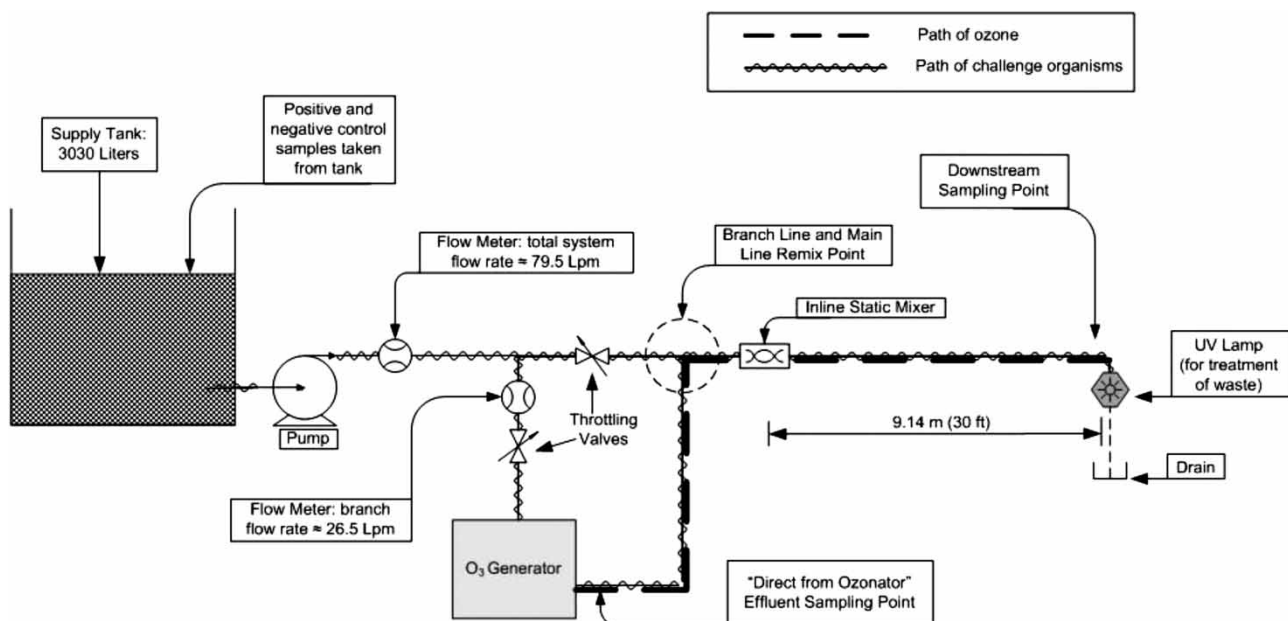 Path of ozone
Path of challenge organisms
Supply Tank:
3030 Liters
Positive and
negative control
samples taken
from tank
Downstream
Sampling Point
Flow Meter: total system
flow rate ≈ 79.5 Lpm
Branch Line and Main
Line Remix Point
Inline Static Mixer
UV Lamp
(for treatment
of waste)
Throttling
Valves
9.14 m (30 ft)
Pump
Drain
Flow Meter: branch
flow rate ≈ 26.5 Lpm
O₃ Generator
"Direct from Ozonator"
Effluent Sampling Point